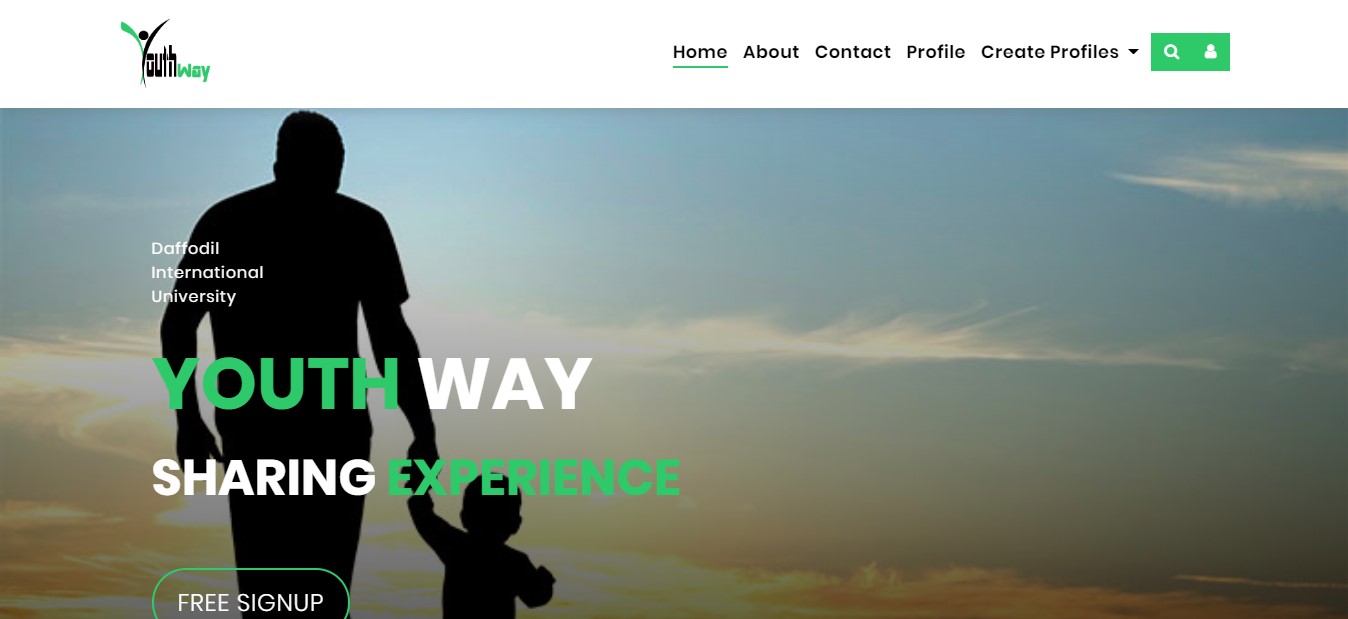 Youth Way
Home About Contact Profile Create Profiles
Daffodil
International
University
YOUTH WAY
SHARING EXPERIENCE
FREE SIGNUP